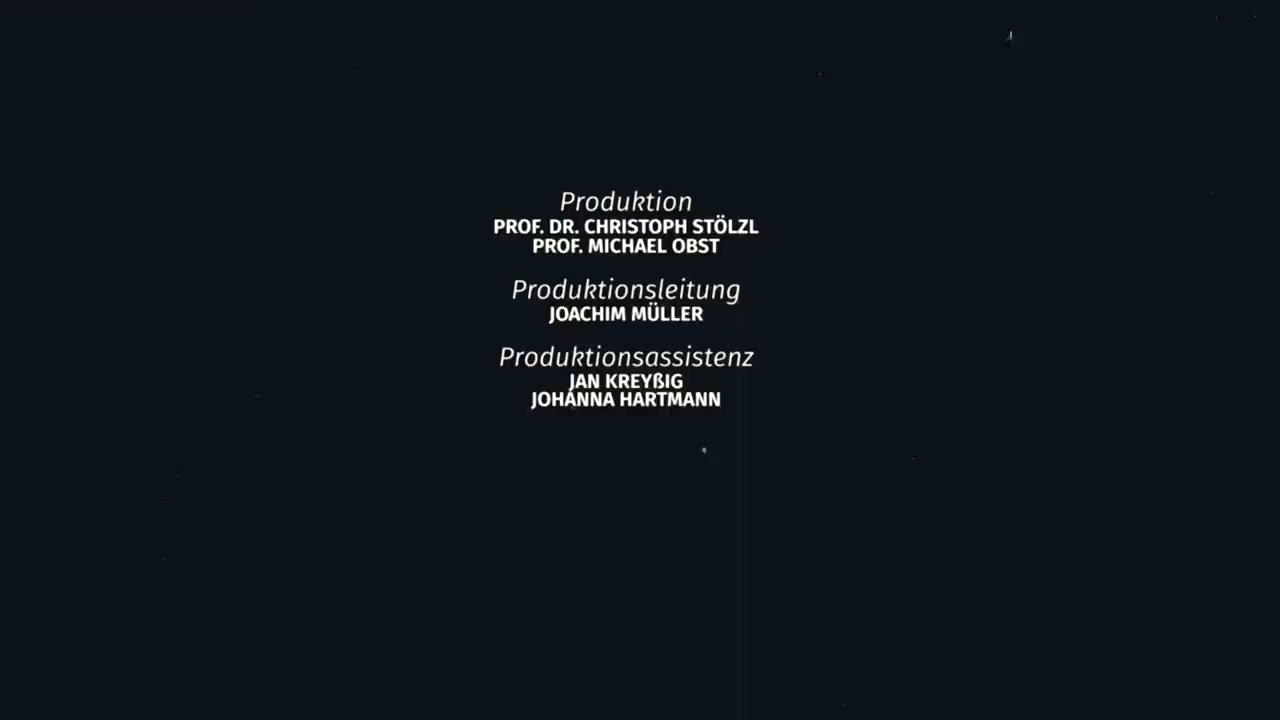 Produktion
PROF. DR. CHRISTOPH STÖLZL
PROF. MICHAEL OBST
Produktionsleitung
JOACHIM MÜLLER
Produktionsassistenz
JAN KREYßIG
JOHANNA HARTMANN